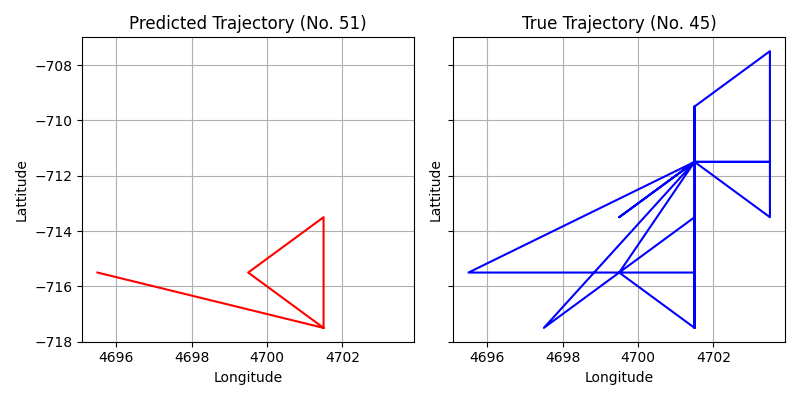 Predicted Trajectory (No. 51)
True Trajectory (No. 45)
−708
−710
−712
−714
−716
−718
Lattitude
Lattitude
4696
4698
4700
4702
4696
4698
4700
4702
Longitude
Longitude